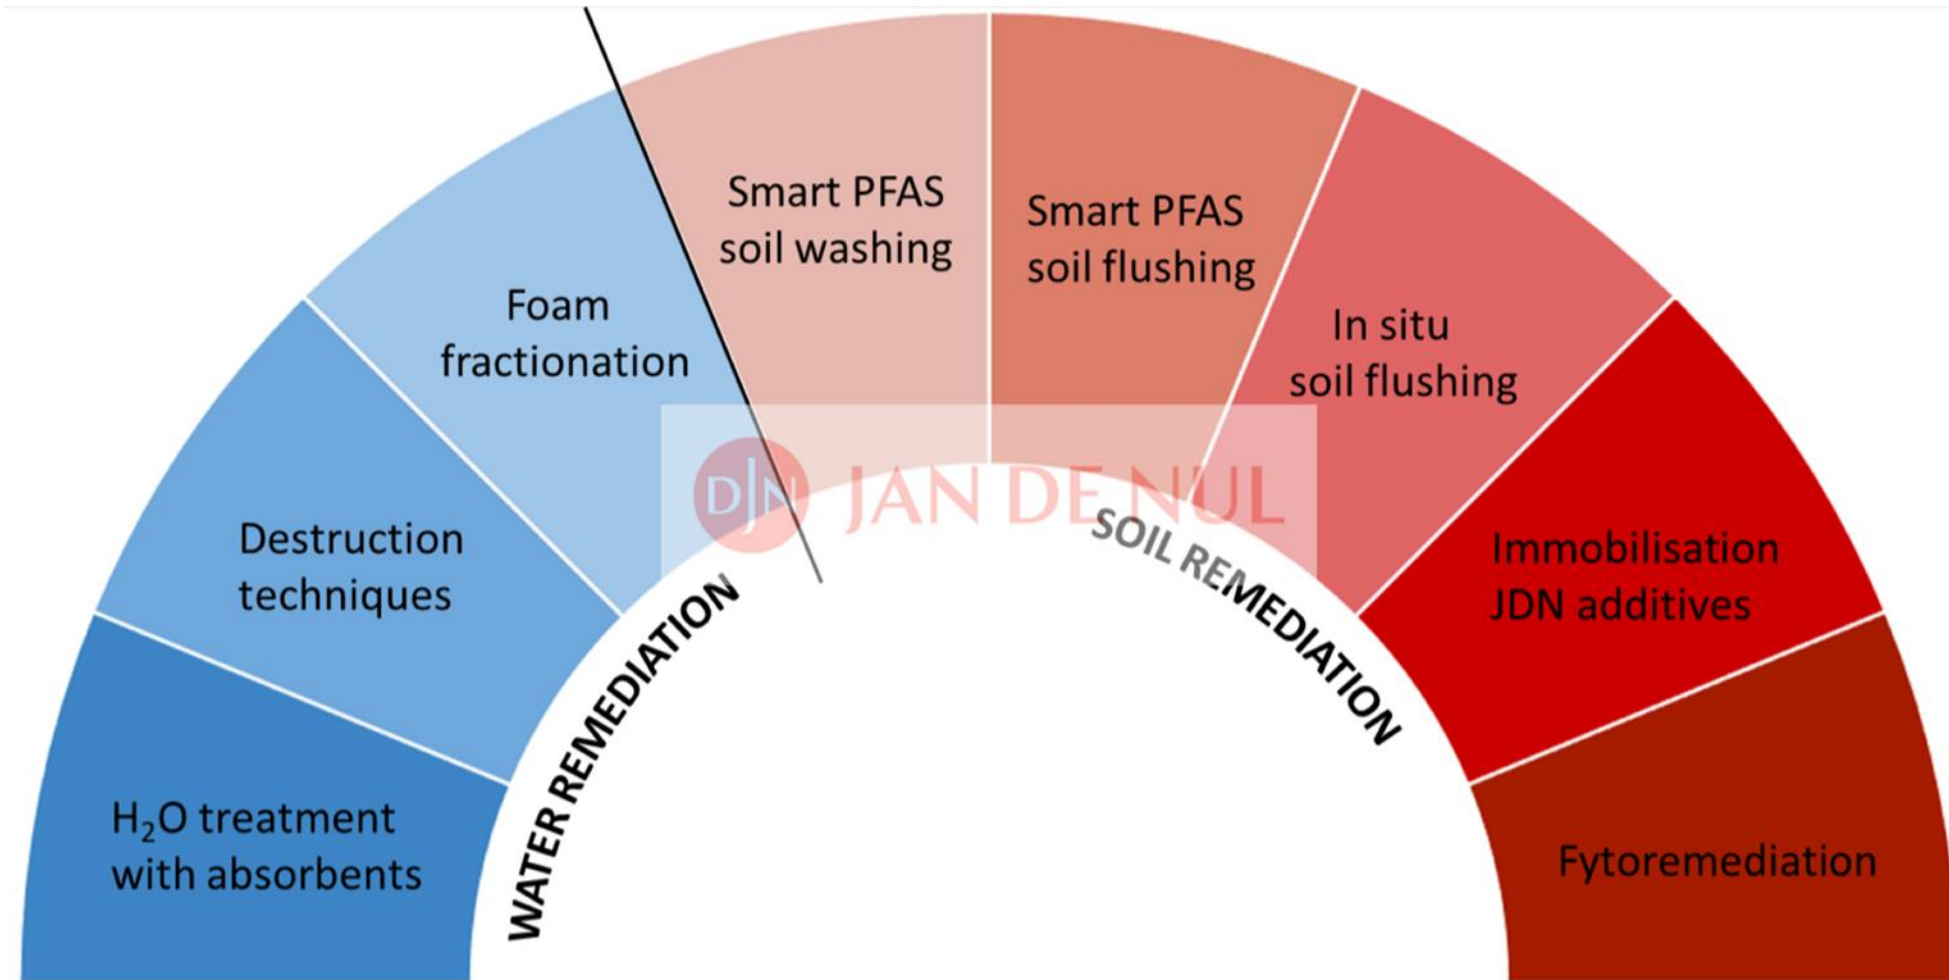 Smart PFAS
soil washing
Smart PFAS
soil flushing
Foam
fractionation
In situ
soil flushing
DJN JAN DE NUL
Destruction
techniques
Immobilisation
JDN additives
H₂O treatment
with absorbents
Fytoremediation
WATER REMEDIATION
SOIL REMEDIATION